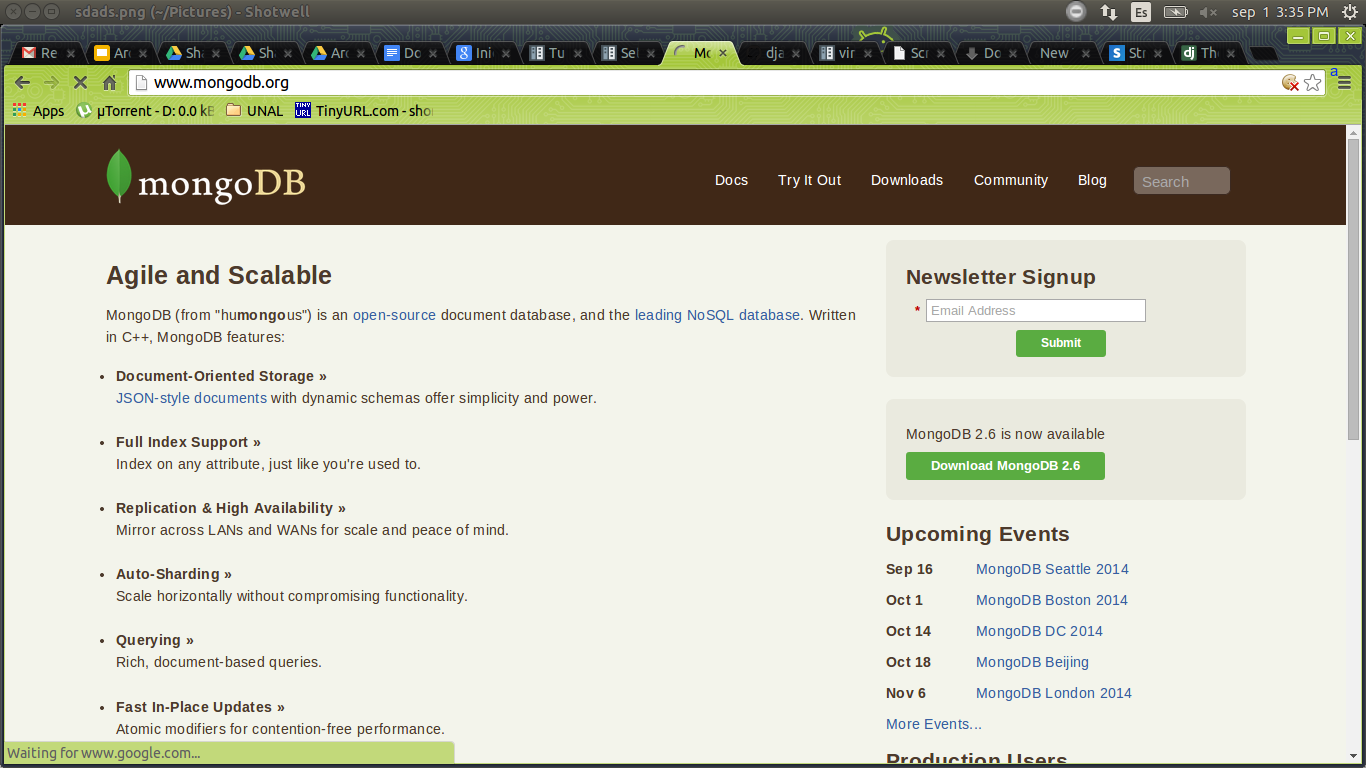 sdads.png (~/Pictures) - Shotwell
Es
sep 1 3:35 PM
Re
Arc
Sha
Sha
Arc
Do
Inic
Tu
Sel
Mo
dja
vir
Scr
Do
New
Str
The
www.mongodb.org
a
Apps
µTorrent - D: 0.0 kB
UNAL
TINY
URL
TinyURL.com - shor
mongoDB
Docs
Try It Out
Downloads
Community
Blog
Search
Agile and Scalable
MongoDB (from "humongous") is an open-source document database, and the leading NoSQL database. Written
in C++, MongoDB features:
Document-Oriented Storage »
JSON-style documents with dynamic schemas offer simplicity and power.
Full Index Support »
Index on any attribute, just like you're used to.
Replication & High Availability »
Mirror across LANs and WANs for scale and peace of mind.
Auto-Sharding »
Scale horizontally without compromising functionality.
Querying »
Rich, document-based queries.
Fast In-Place Updates »
Atomic modifiers for contention-free performance.
Newsletter Signup
* Email Address
Submit
MongoDB 2.6 is now available
Download MongoDB 2.6
Upcoming Events
Sep 16 MongoDB Seattle 2014
Oct 1 MongoDB Boston 2014
Oct 14 MongoDB DC 2014
Oct 18 MongoDB Beijing
Nov 6 MongoDB London 2014
More Events...
Production Users
Waiting for www.google.com...